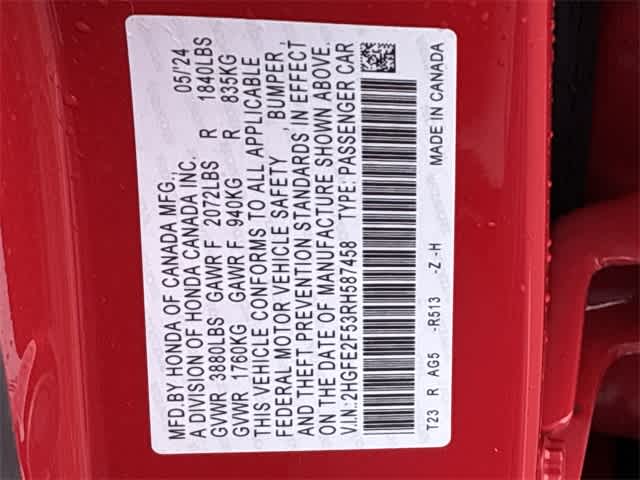 MFD.BY HONDA OF CANADA MFG., 05/'24
A DIVISION OF HONDA CANADA INC.
GVWR 3880LBS GAWR F 2072LBS R 1840LBS
GVWR 1760KG GAWR F 940KG R 835KG
THIS VEHICLE CONFORMS TO ALL APPLICABLE
FEDERAL MOTOR VEHICLE SAFETY , BUMPER,
AND THEFT PREVENTION STANDARDS IN EFFECT
ON THE DATE OF MANUFACTURE SHOWN ABOVE.
V.I.N.:2HGFE2F53RH587458 TYPE: PASSENGER CAR
T23 R AG5 -R513 -Z -H MADE IN CANADA